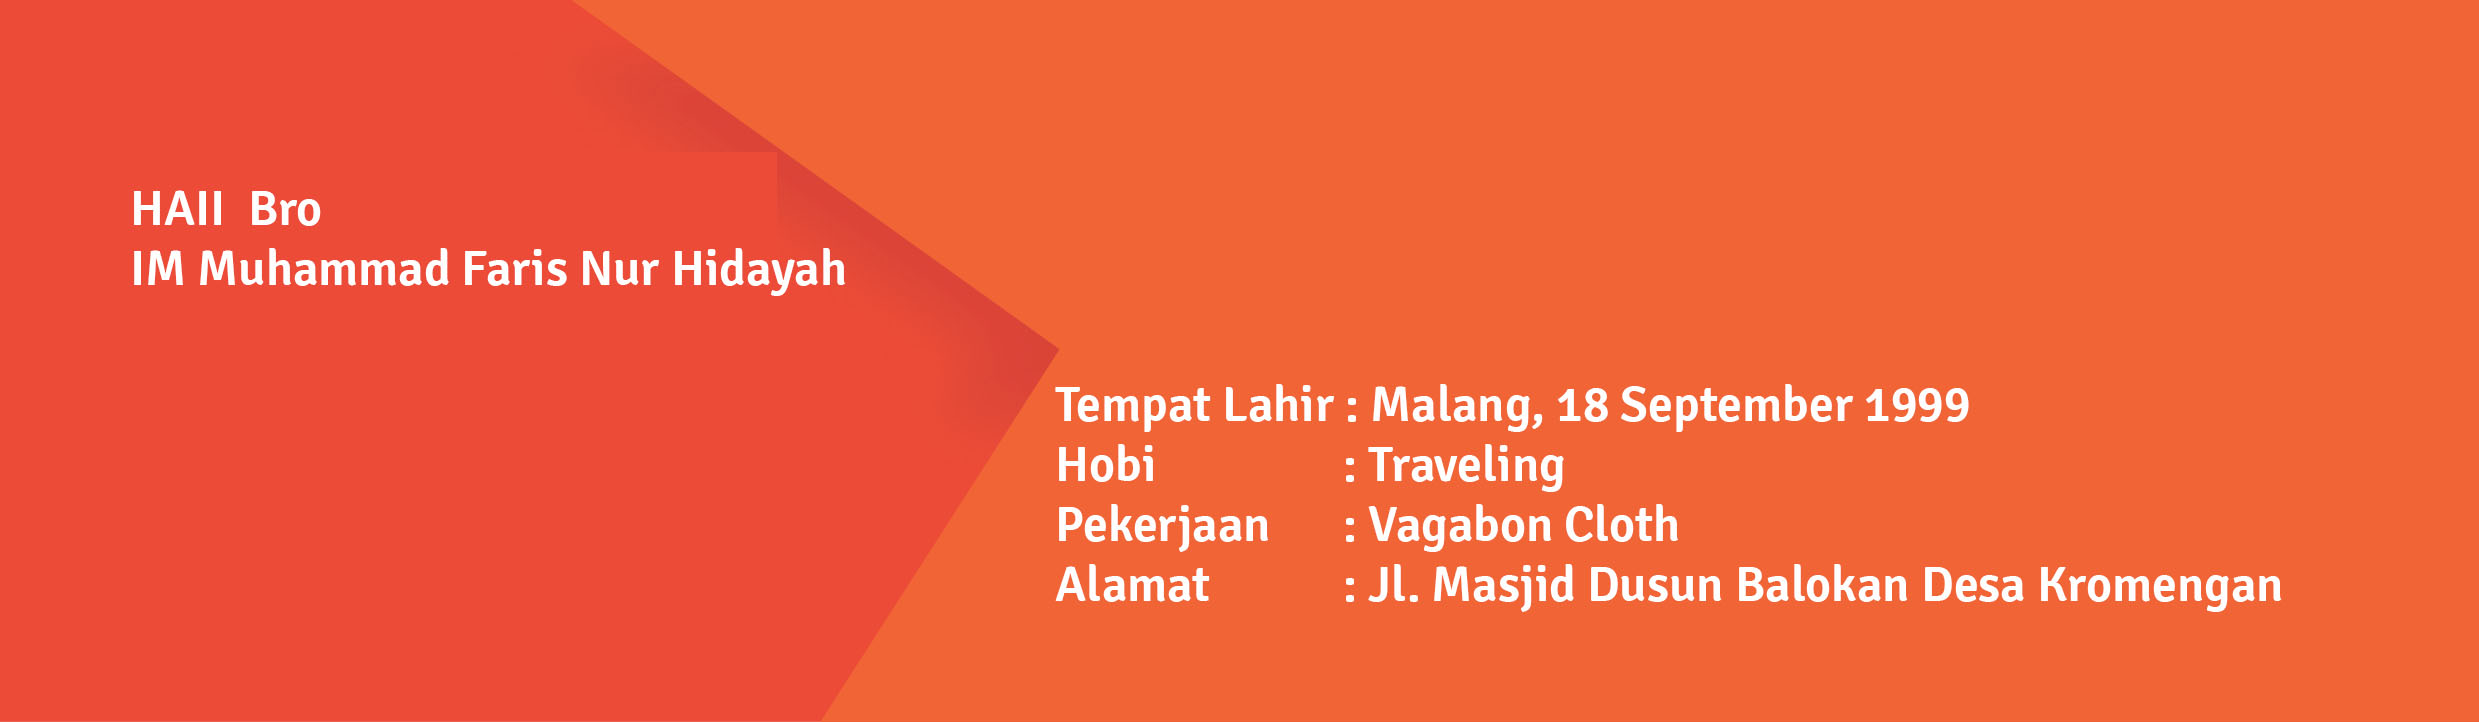 HAII  Bro
IM Muhammad Faris Nur Hidayah
Tempat Lahir : Malang, 18 September 1999
Hobi : Traveling
Pekerjaan : Vagabon Cloth
Alamat : Jl. Masjid Dusun Balokan Desa Kromengan